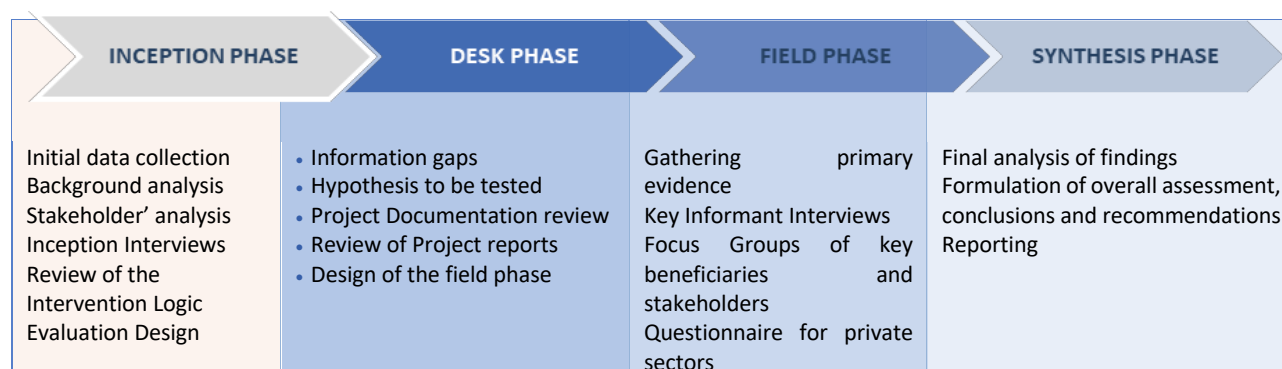 INCEPTION PHASE
DESK PHASE
FIELD PHASE
SYNTHESIS PHASE
Initial data collection
Background analysis
Stakeholder’ analysis
Inception Interviews
Review of the
Intervention Logic
Evaluation Design
• Information gaps
• Hypothesis to be tested
• Project Documentation review
• Review of Project reports
• Design of the field phase
Gathering primary
evidence
Key Informant Interviews
Focus Groups of key
beneficiaries and
stakeholders
Questionnaire for private
sectors
Final analysis of findings
Formulation of overall assessment,
conclusions and recommendations
Reporting